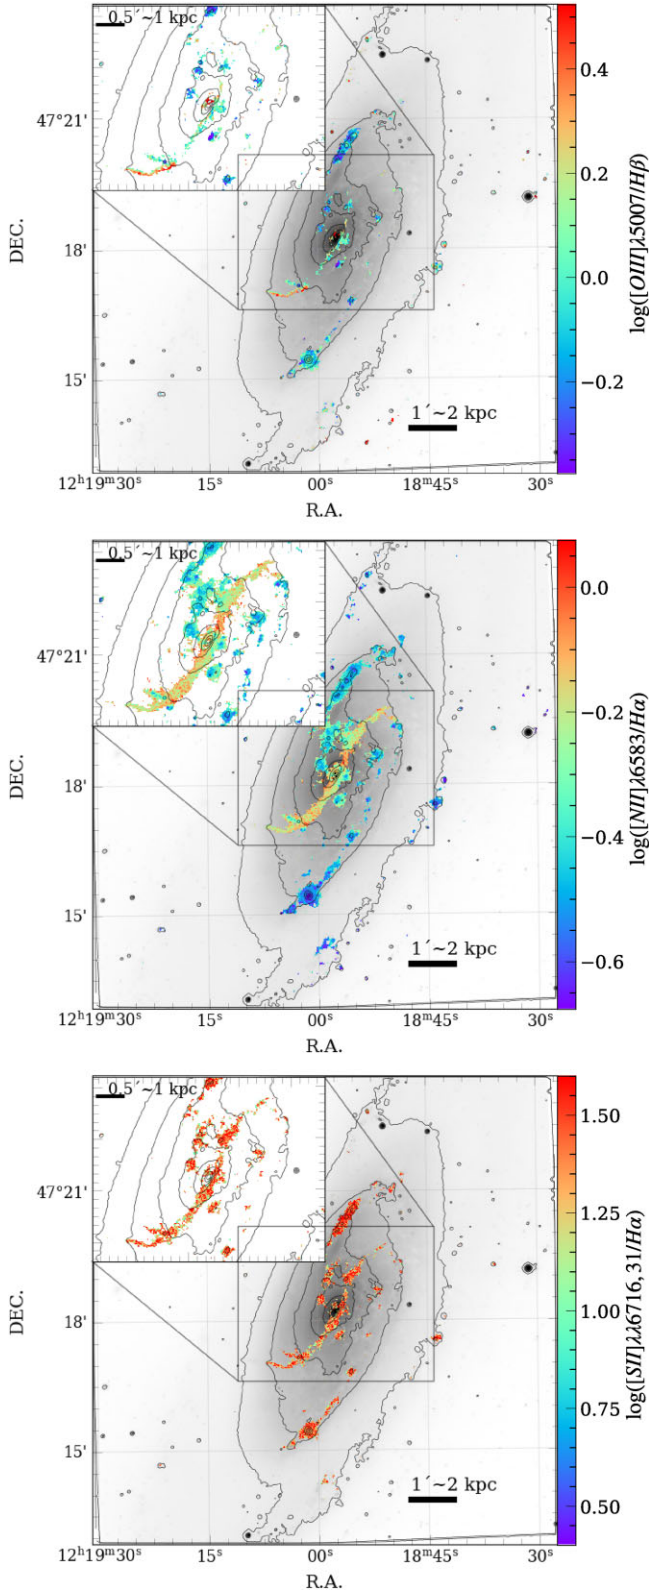 0.5´~1 kpc
47°21'
18'
15'
DEC.
1´~2 kpc
12ʰ19ᵐ30ˢ 15ˢ 00ˢ 18ᵐ45ˢ 30ˢ
R.A.
0.4
0.2
0.0
−0.2
log([OIII]λ5007/Hβ)
0.5´~1 kpc
47°21'
18'
15'
DEC.
1´~2 kpc
12ʰ19ᵐ30ˢ 15ˢ 00ˢ 18ᵐ45ˢ 30ˢ
R.A.
0.0
−0.2
−0.4
−0.6
log([NII]λ6583/Hα)
0.5´~1 kpc
47°21'
18'
15'
DEC.
1´~2 kpc
12ʰ19ᵐ30ˢ 15ˢ 00ˢ 18ᵐ45ˢ 30ˢ
R.A.
1.50
1.25
1.00
0.75
0.50
log([SII]λλ6716, 31/Hα)